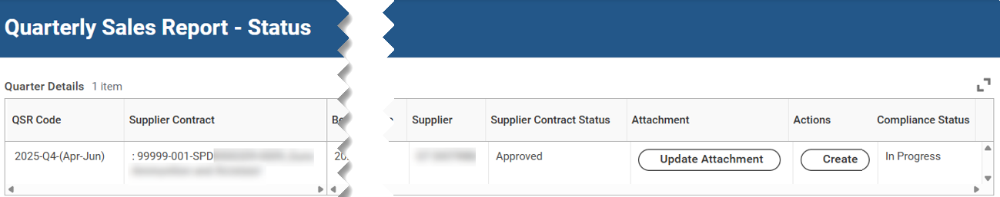 Quarterly Sales Report - Status
Quarter Details 1 item
QSR Code Supplier Contract Supplier Supplier Contract Status Attachment Actions Compliance Status
2025-Q4-(Apr-Jun) : 99999-001-SPD Approved Update Attachment Create In Progress